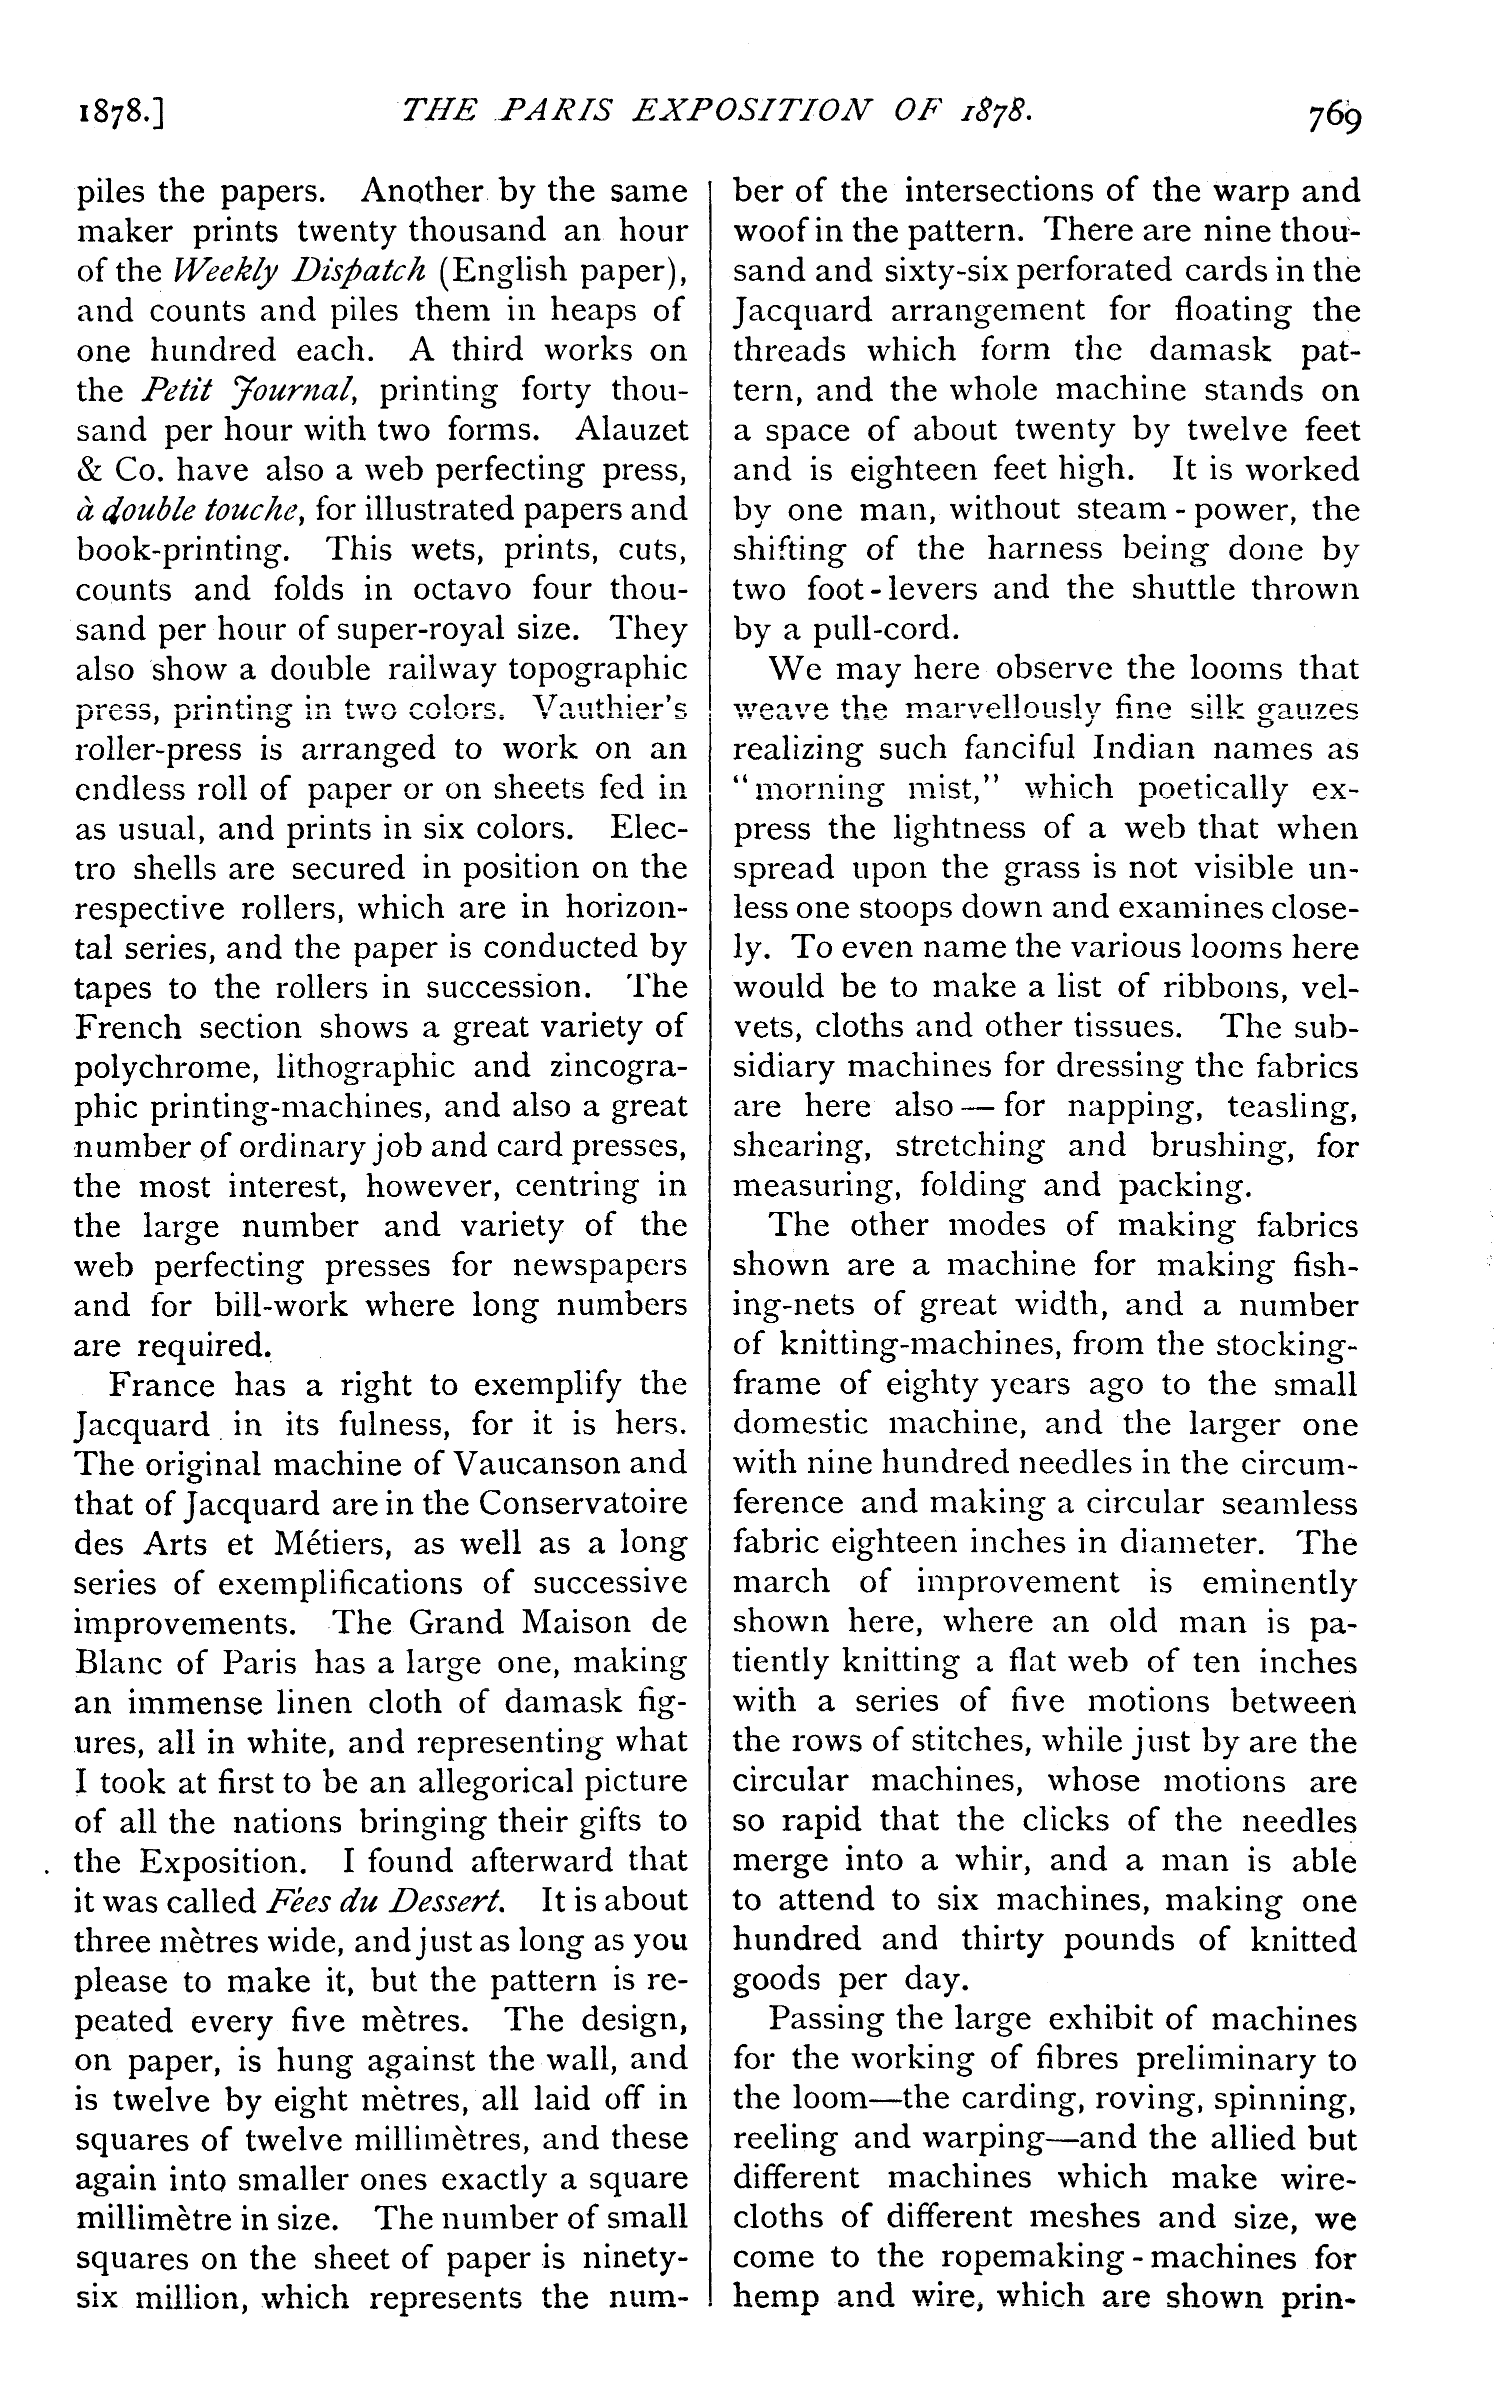 1878.] THE PARIS EXPOSITION OF 1878. 769
piles the papers. Another by the same
maker prints twenty thousand an hour
of the Weekly Dispatch (English paper),
and counts and piles them in heaps of
one hundred each. A third works on
the Petit Journal, printing forty thou-
sand per hour with two forms. Alauzet
& Co. have also a web perfecting press,
à double touche, for illustrated papers and
book-printing. This wets, prints, cuts,
counts and folds in octavo four thou-
sand per hour of super-royal size. They
also show a double railway topographic
press, printing in two colors. Vauthier's
roller-press is arranged to work on an
endless roll of paper or on sheets fed in
as usual, and prints in six colors. Elec-
tro shells are secured in position on the
respective rollers, which are in horizon-
tal series, and the paper is conducted by
tapes to the rollers in succession. The
French section shows a great variety of
polychrome, lithographic and zincogra-
phic printing-machines, and also a great
number of ordinary job and card presses,
the most interest, however, centring in
the large number and variety of the
web perfecting presses for newspapers
and for bill-work where long numbers
are required.
France has a right to exemplify the
Jacquard in its fulness, for it is hers.
The original machine of Vaucanson and
that of Jacquard are in the Conservatoire
des Arts et Métiers, as well as a long
series of exemplifications of successive
improvements. The Grand Maison de
Blanc of Paris has a large one, making
an immense linen cloth of damask fig-
ures, all in white, and representing what
I took at first to be an allegorical picture
of all the nations bringing their gifts to
the Exposition. I found afterward that
it was called Fées du Dessert. It is about
three mètres wide, and just as long as you
please to make it, but the pattern is re-
peated every five mètres. The design,
on paper, is hung against the wall, and
is twelve by eight mètres, all laid off in
squares of twelve millimètres, and these
again into smaller ones exactly a square
millimètre in size. The number of small
squares on the sheet of paper is ninety-
six million, which represents the num-
ber of the intersections of the warp and
woof in the pattern. There are nine thou-
sand and sixty-six perforated cards in the
Jacquard arrangement for floating the
threads which form the damask pat-
tern, and the whole machine stands on
a space of about twenty by twelve feet
and is eighteen feet high. It is worked
by one man, without steam-power, the
shifting of the harness being done by
two foot-levers and the shuttle thrown
by a pull-cord.
We may here observe the looms that
weave the marvellously fine silk gauzes
realizing such fanciful Indian names as
"morning mist," which poetically ex-
press the lightness of a web that when
spread upon the grass is not visible un-
less one stoops down and examines close-
ly. To even name the various looms here
would be to make a list of ribbons, vel-
vets, cloths and other tissues. The sub-
sidiary machines for dressing the fabrics
are here also—for napping, teasling,
shearing, stretching and brushing, for
measuring, folding and packing.
The other modes of making fabrics
shown are a machine for making fish-
ing-nets of great width, and a number
of knitting-machines, from the stocking-
frame of eighty years ago to the small
domestic machine, and the larger one
with nine hundred needles in the circum-
ference and making a circular seamless
fabric eighteen inches in diameter. The
march of improvement is eminently
shown here, where an old man is pa-
tiently knitting a flat web of ten inches
with a series of five motions between
the rows of stitches, while just by are the
circular machines, whose motions are
so rapid that the clicks of the needles
merge into a whir, and a man is able
to attend to six machines, making one
hundred and thirty pounds of knitted
goods per day.
Passing the large exhibit of machines
for the working of fibres preliminary to
the loom—the carding, roving, spinning,
reeling and warping—and the allied but
different machines which make wire-
cloths of different meshes and size, we
come to the ropemaking-machines for
hemp and wire, which are shown prin-